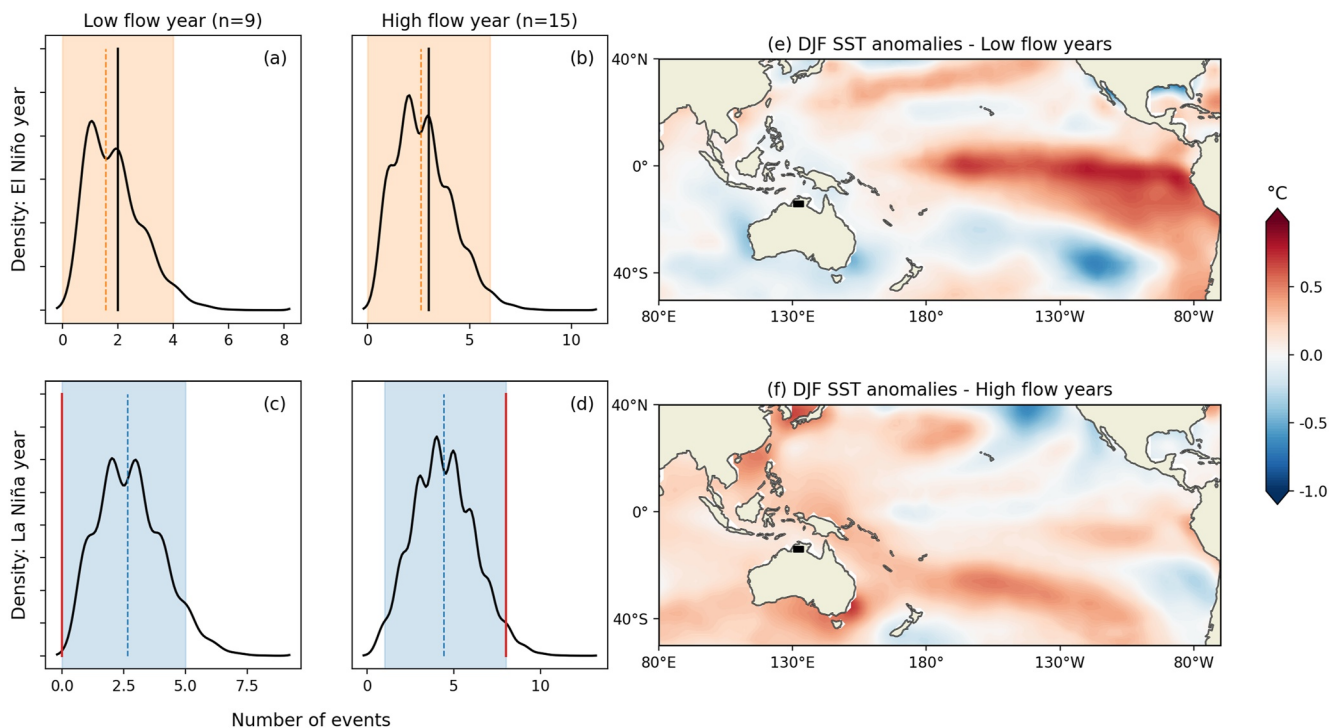 Low flow year (n=9)
High flow year (n=15)
Density: El Niño year
(a)
(b)
0 2 4 6 8
0 5 10
(e) DJF SST anomalies - Low flow years
40°N
0°
40°S
80°E 130°E 180° 130°W 80°W
Density: La Niña year
(c)
(d)
0.0 2.5 5.0 7.5
0 5 10
Number of events
(f) DJF SST anomalies - High flow years
40°N
0°
40°S
80°E 130°E 180° 130°W 80°W
°C
0.5
0.0
-0.5
-1.0